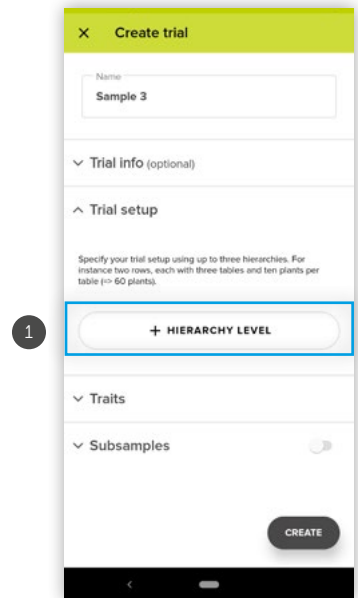 × Create trial
Name
Sample 3
Trial info (optional)
Trial setup
Specify your trial setup using up to three hierarchies. For
instance two rows, each with three tables and ten plants per
table (=> 60 plants).
1
+ HIERARCHY LEVEL
Traits
Subsamples
CREATE